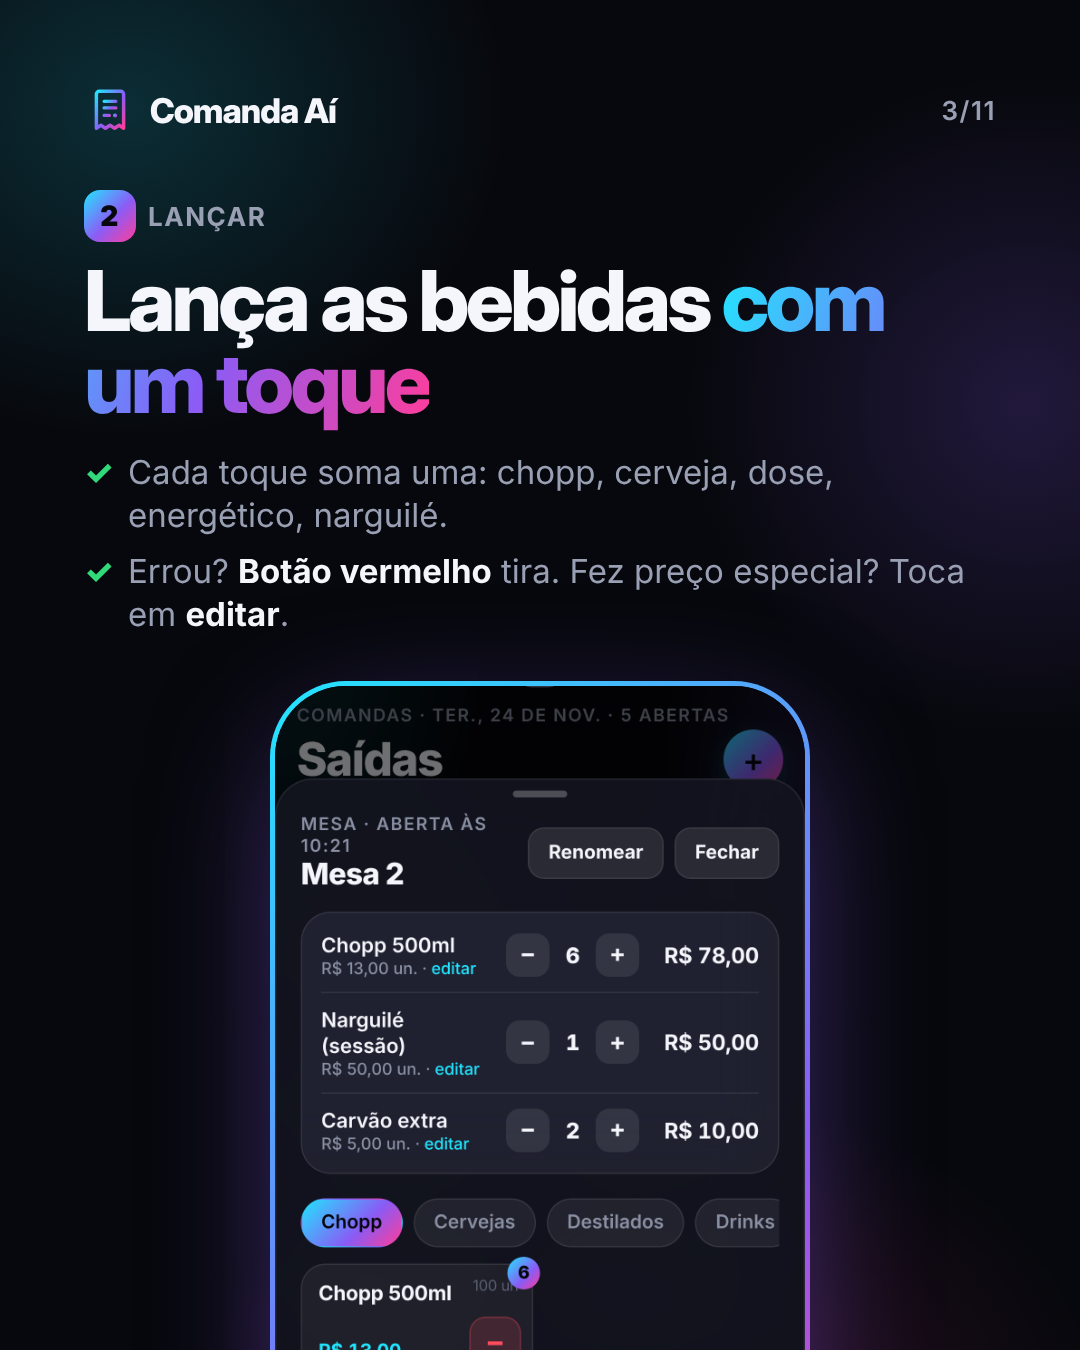 Comanda Aí
3/11
2 LANÇAR
Lança as bebidas com
um toque
Cada toque soma uma: chopp, cerveja, dose,
energético, narguilé.
Errou? Botão vermelho tira. Fez preço especial? Toca
em editar.
COMANDAS · TER., 24 DE NOV. · 5 ABERTAS
Saídas
+
MESA · ABERTA ÀS
10:21
Mesa 2
Renomear
Fechar
Chopp 500ml
R$ 13,00 un. · editar
− 6 +
R$ 78,00
Narguilé
(sessão)
R$ 50,00 un. · editar
− 1 +
R$ 50,00
Carvão extra
R$ 5,00 un. · editar
− 2 +
R$ 10,00
Chopp
Cervejas
Destilados
Drinks
6
Chopp 500ml
100 un
−
R$ 13,00